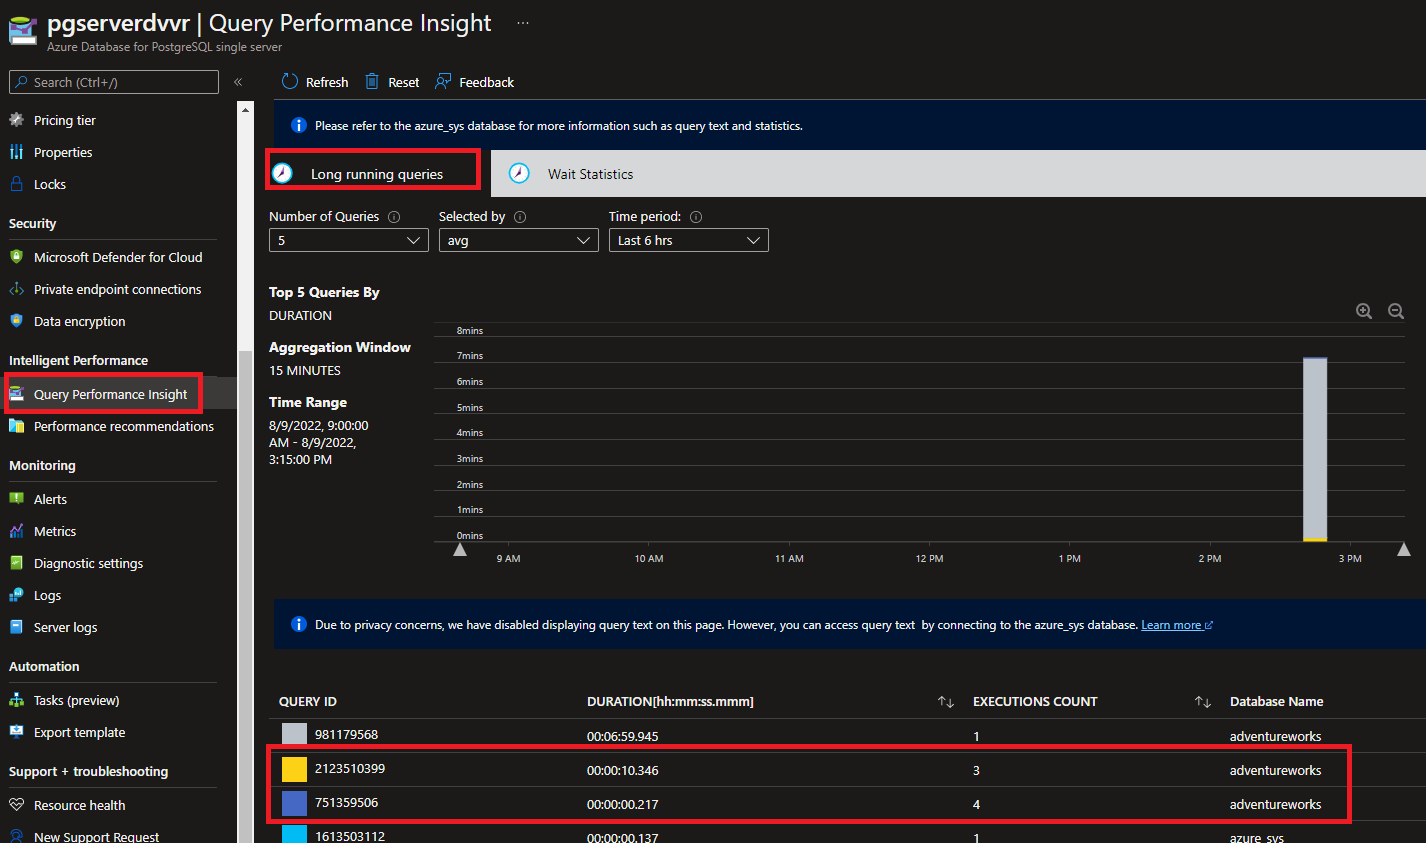 pgserverdvvr | Query Performance Insight ...
Azure Database for PostgreSQL single server
Search (Ctrl+/)
«
Pricing tier
Properties
Locks
Security
Microsoft Defender for Cloud
Private endpoint connections
Data encryption
Intelligent Performance
Query Performance Insight
Performance recommendations
Monitoring
Alerts
Metrics
Diagnostic settings
Logs
Server logs
Automation
Tasks (preview)
Export template
Support + troubleshooting
Resource health
New Support Request
Refresh Reset Feedback
Please refer to the azure_sys database for more information such as query text and statistics.
Long running queries Wait Statistics
Number of Queries Selected by Time period:
5 avg Last 6 hrs
Top 5 Queries By
DURATION
Aggregation Window
15 MINUTES
Time Range
8/9/2022, 9:00:00
AM - 8/9/2022,
3:15:00 PM
8mins
7mins
6mins
5mins
4mins
3mins
2mins
1mins
0mins
9 AM 10 AM 11 AM 12 PM 1 PM 2 PM 3 PM
Due to privacy concerns, we have disabled displaying query text on this page. However, you can access query text by connecting to the azure_sys database. Learn more
QUERY ID DURATION[hh:mm:ss.mmm] EXECUTIONS COUNT Database Name
981179568 00:06:59.945 1 adventureworks
2123510399 00:00:10.346 3 adventureworks
751359506 00:00:00.217 4 adventureworks
1613503112 00:00:00.137 1 azure_sys